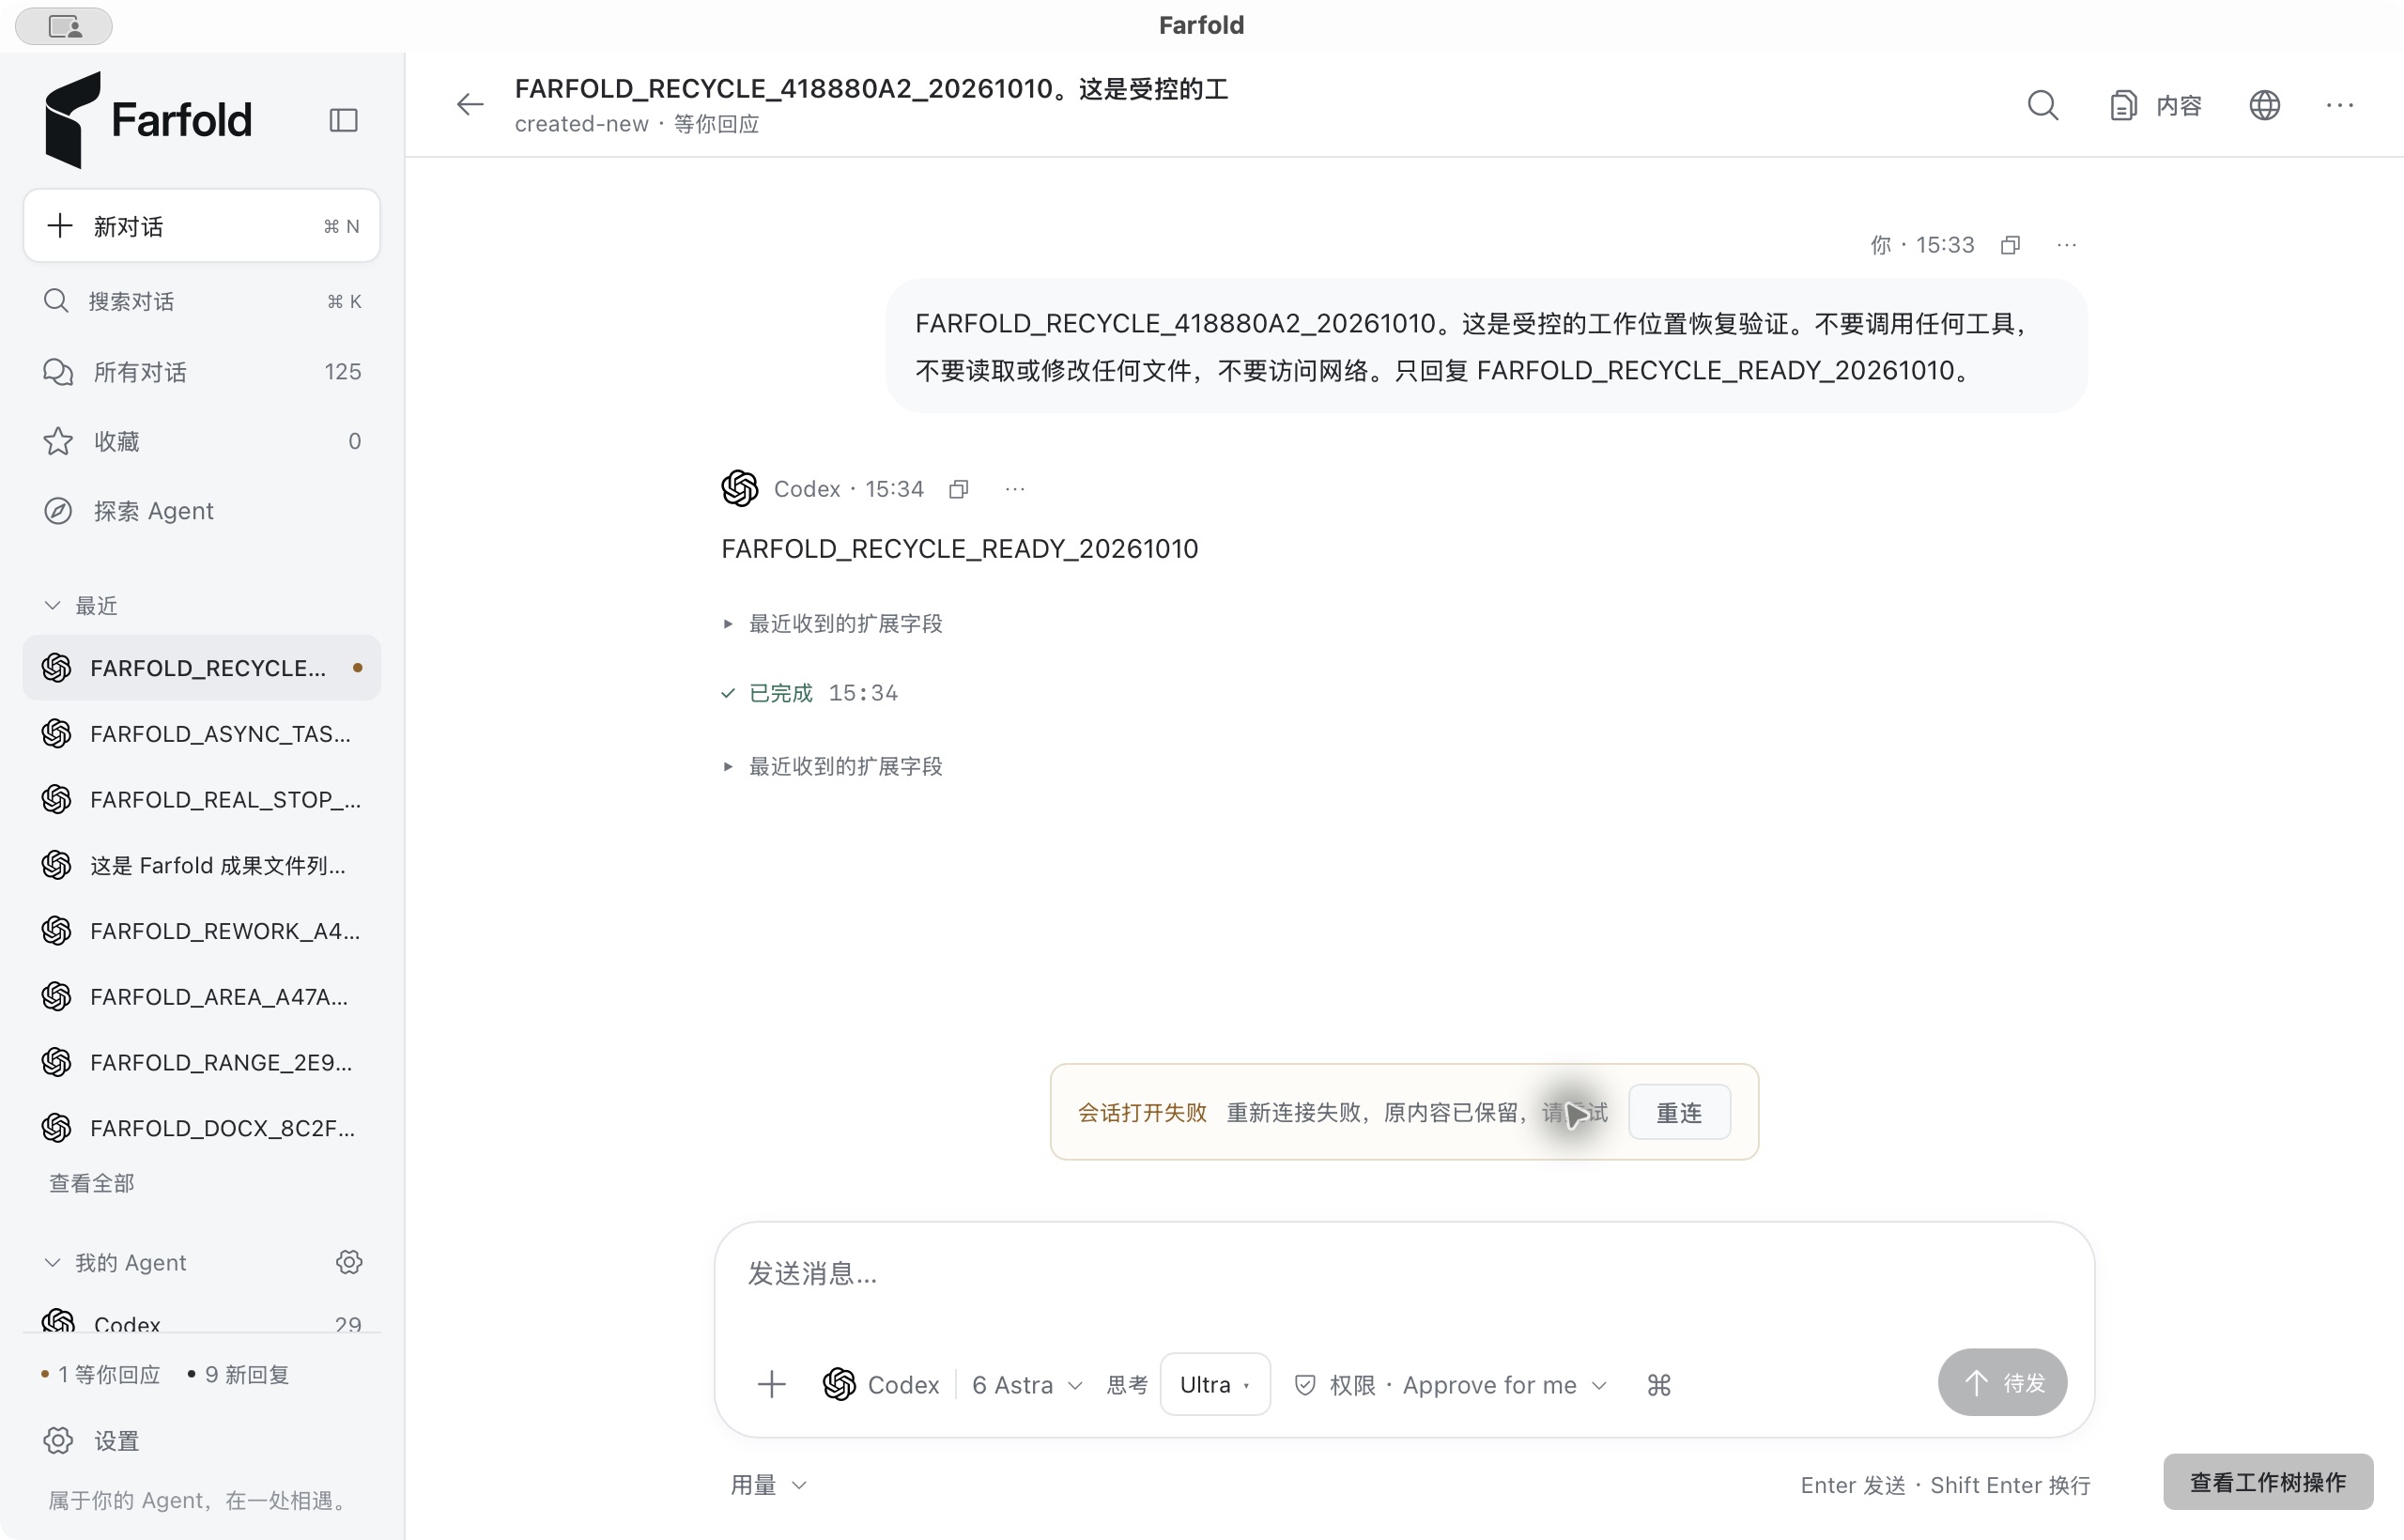 Farfold
Farfold
新对话 ⌘ N
搜索对话 ⌘ K
所有对话 125
收藏 0
探索 Agent
最近
FARFOLD_RECYCLE...
FARFOLD_ASYNC_TAS...
FARFOLD_REAL_STOP_...
这是 Farfold 成果文件列...
FARFOLD_REWORK_A4...
FARFOLD_AREA_A47A...
FARFOLD_RANGE_2E9...
FARFOLD_DOCX_8C2F...
查看全部
我的 Agent
Codex 29
1 等你回应 9 新回复
设置
属于你的 Agent，在一处相遇。
FARFOLD_RECYCLE_418880A2_20261010。这是受控的工
created-new · 等你回应
内容 ...
你 · 15:33 ...
FARFOLD_RECYCLE_418880A2_20261010。这是受控的工作位置恢复验证。不要调用任何工具，
不要读取或修改任何文件，不要访问网络。只回复 FARFOLD_RECYCLE_READY_20261010。
Codex · 15:34 ...
FARFOLD_RECYCLE_READY_20261010
最近收到的扩展字段
已完成 15:34
最近收到的扩展字段
会话打开失败 重新连接失败，原内容已保留，请试 重连
发送消息...
Codex 6 Astra 思考 Ultra 权限 · Approve for me ⌘ 待发
用量 Enter 发送 · Shift Enter 换行
查看工作树操作